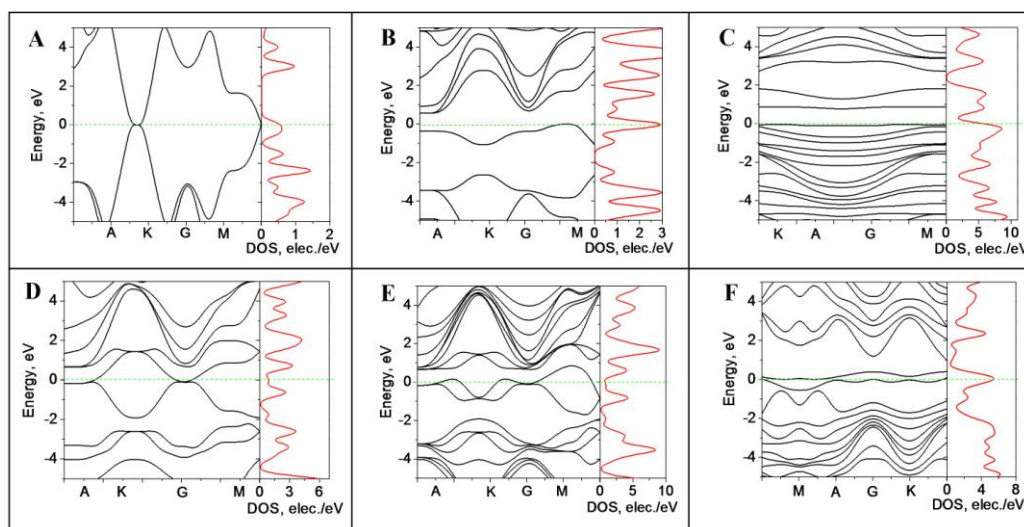 A
Energy, eV
4
2
0
-2
-4
A K G M
0 1 2
DOS, elec./eV
B
Energy, eV
4
2
0
-2
-4
A K G M
0 1 2 3
DOS, elec./eV
C
Energy, eV
4
2
0
-2
-4
K A G M
0 5 10
DOS, elec./eV
D
Energy, eV
4
2
0
-2
-4
A K G M
0 3 6
DOS, elec./eV
E
Energy, eV
4
2
0
-2
-4
A K G M
0 5 10
DOS, elec./eV
F
Energy, eV
4
2
0
-2
-4
M A G K
0 4 8
DOS, elec./eV